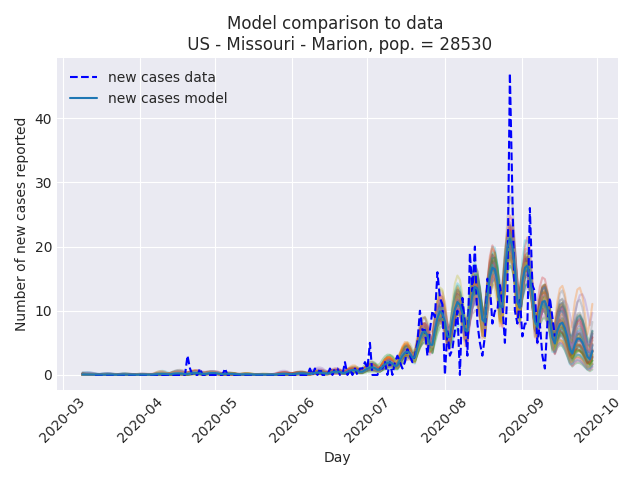 Model comparison to data
US - Missouri - Marion, pop. = 28530
new cases data
new cases model
Number of new cases reported
40
30
20
10
0
2020-03
2020-04
2020-05
2020-06
2020-07
2020-08
2020-09
2020-10
Day